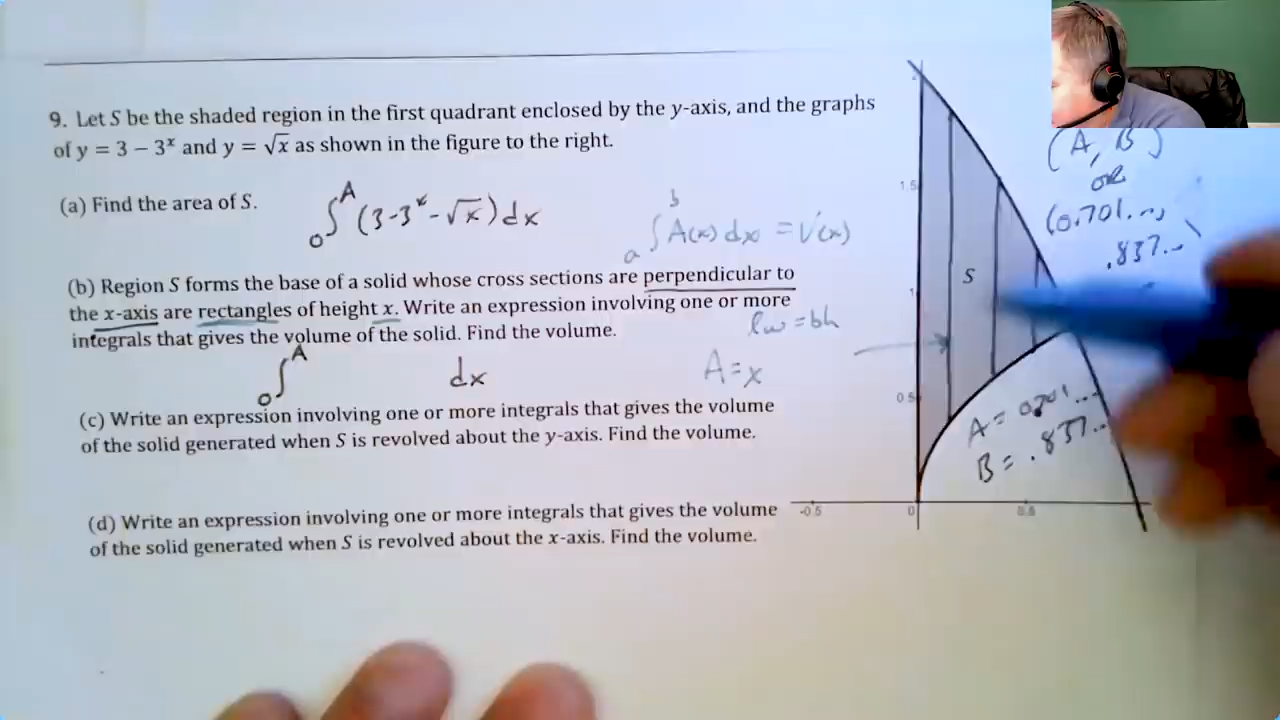 9. Let S be the shaded region in the first quadrant enclosed by the y-axis, and the graphs
of y = 3 − 3^x and y = √x as shown in the figure to the right.
(a) Find the area of S.
∫₀^A (3-3^x-√x)dx
∫ₐ^b A(x)dx = V(x)
(b) Region S forms the base of a solid whose cross sections are perpendicular to
the x-axis are rectangles of height x. Write an expression involving one or more
integrals that gives the volume of the solid. Find the volume.
lw=bh
∫₀^A dx
A=x
(c) Write an expression involving one or more integrals that gives the volume
of the solid generated when S is revolved about the y-axis. Find the volume.
(d) Write an expression involving one or more integrals that gives the volume
of the solid generated when S is revolved about the x-axis. Find the volume.
2
1.5
1
0.5
-0.5
0
0.5
S
(A, B)
OR
(0.701...,
.837...
A= 0.701...
B= .837...